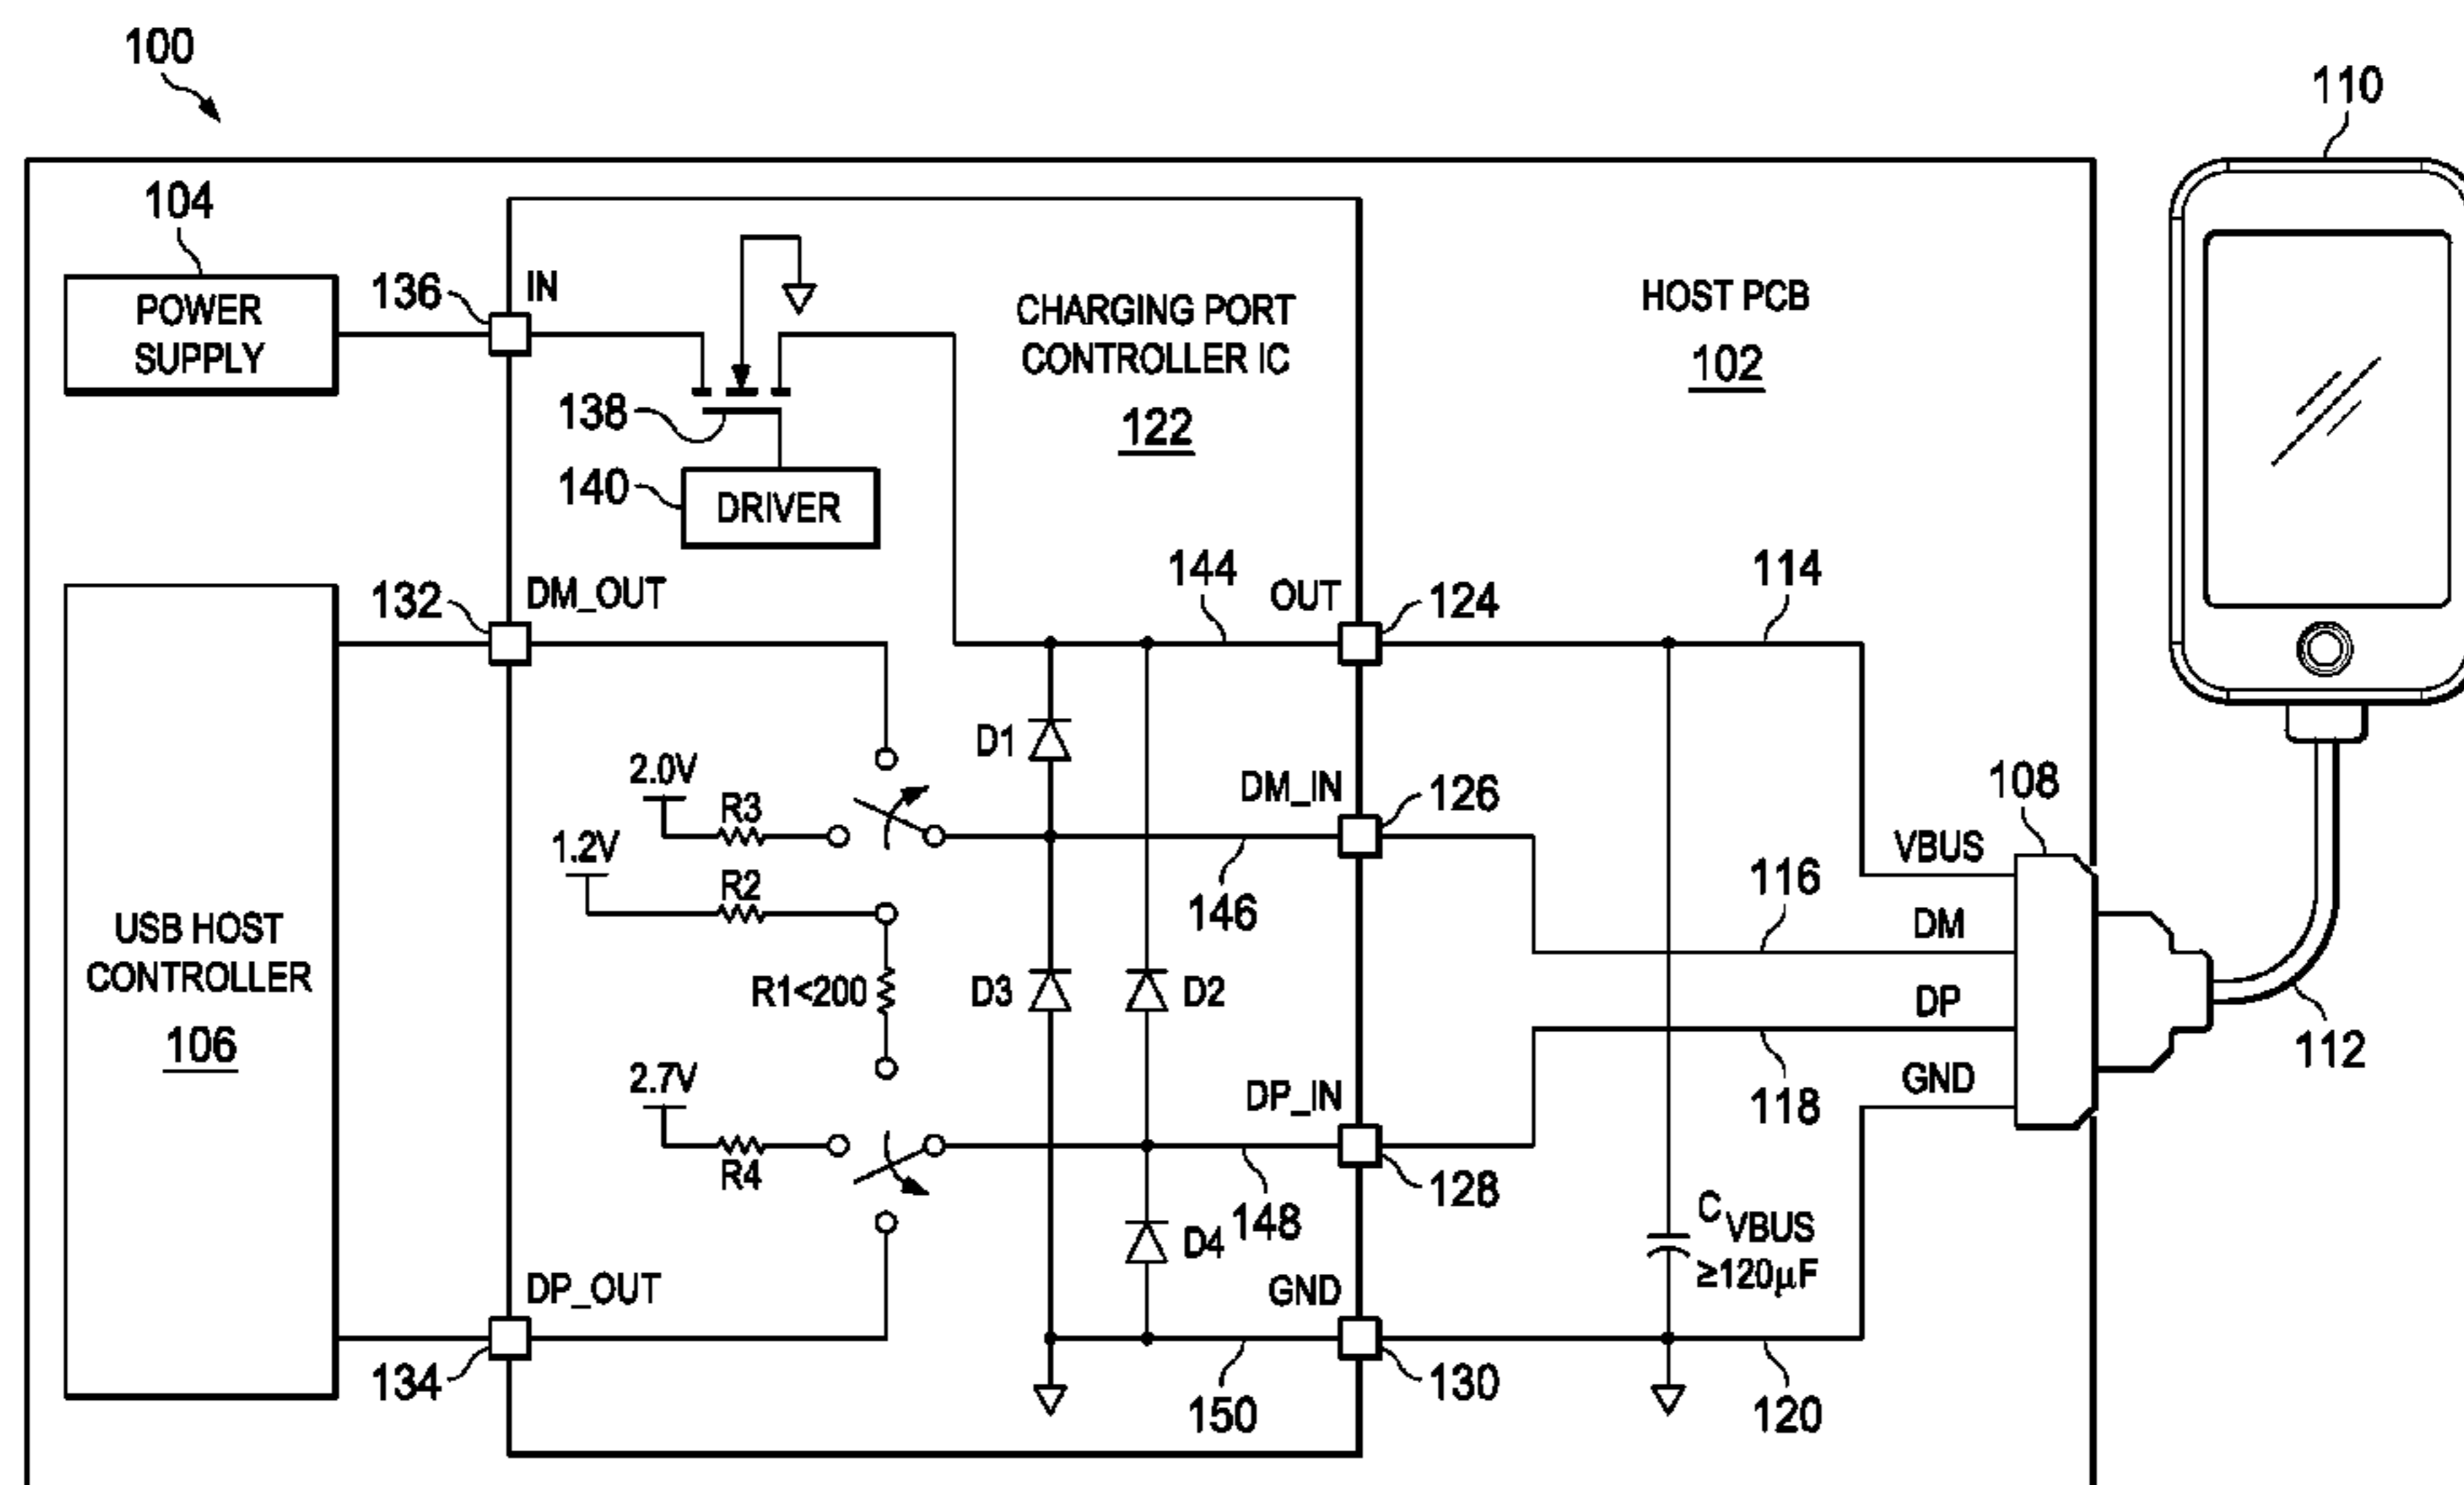 100
110
104
POWER
SUPPLY
136
IN
138
140
DRIVER
CHARGING PORT
CONTROLLER IC
122
HOST PCB
102
132
DM_OUT
144
OUT
124
114
D1
2.0V
R3
1.2V
R2
DM_IN
126
108
VBUS
146
116
DM
USB HOST
CONTROLLER
106
R1<200
D3
D2
DP
112
2.7V
R4
DP_IN
118
GND
128
148
D4
C VBUS
≥120µF
DP_OUT
GND
134
150
130
120